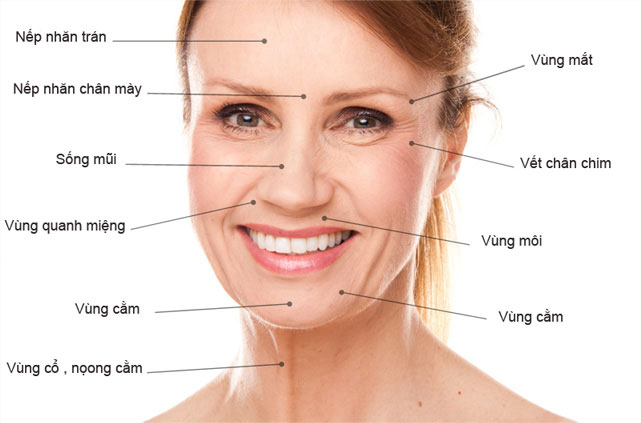 Nếp nhăn trán
Vùng mắt
Nếp nhăn chân mày
Sống mũi
Vết chân chim
Vùng quanh miệng
Vùng môi
Vùng cằm
Vùng cằm
Vùng cổ , nọong cằm